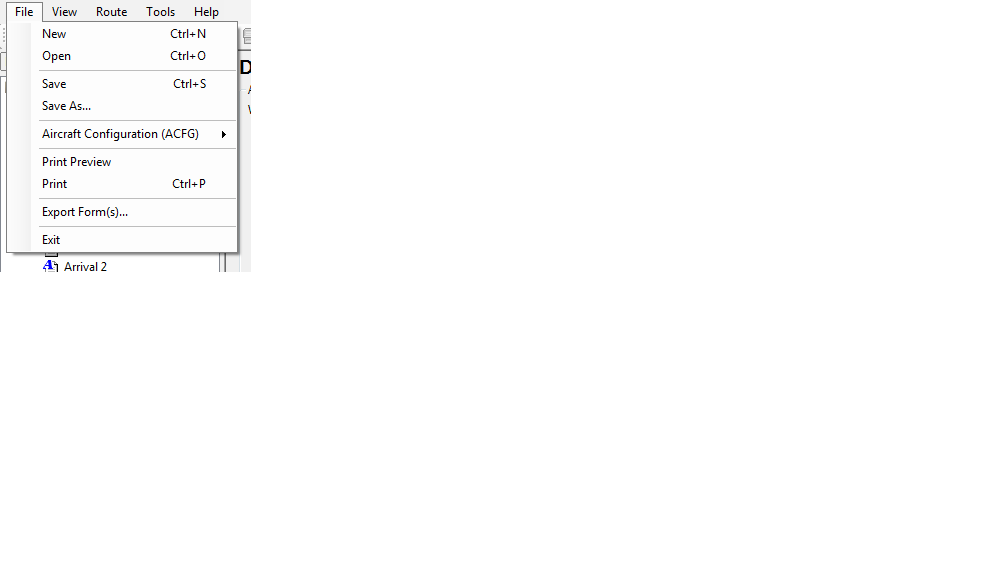 File View Route Tools Help
New Ctrl+N
Open Ctrl+O
Save Ctrl+S
Save As...
Aircraft Configuration (ACFG)
Print Preview
Print Ctrl+P
Export Form(s)...
Exit
Arrival 2